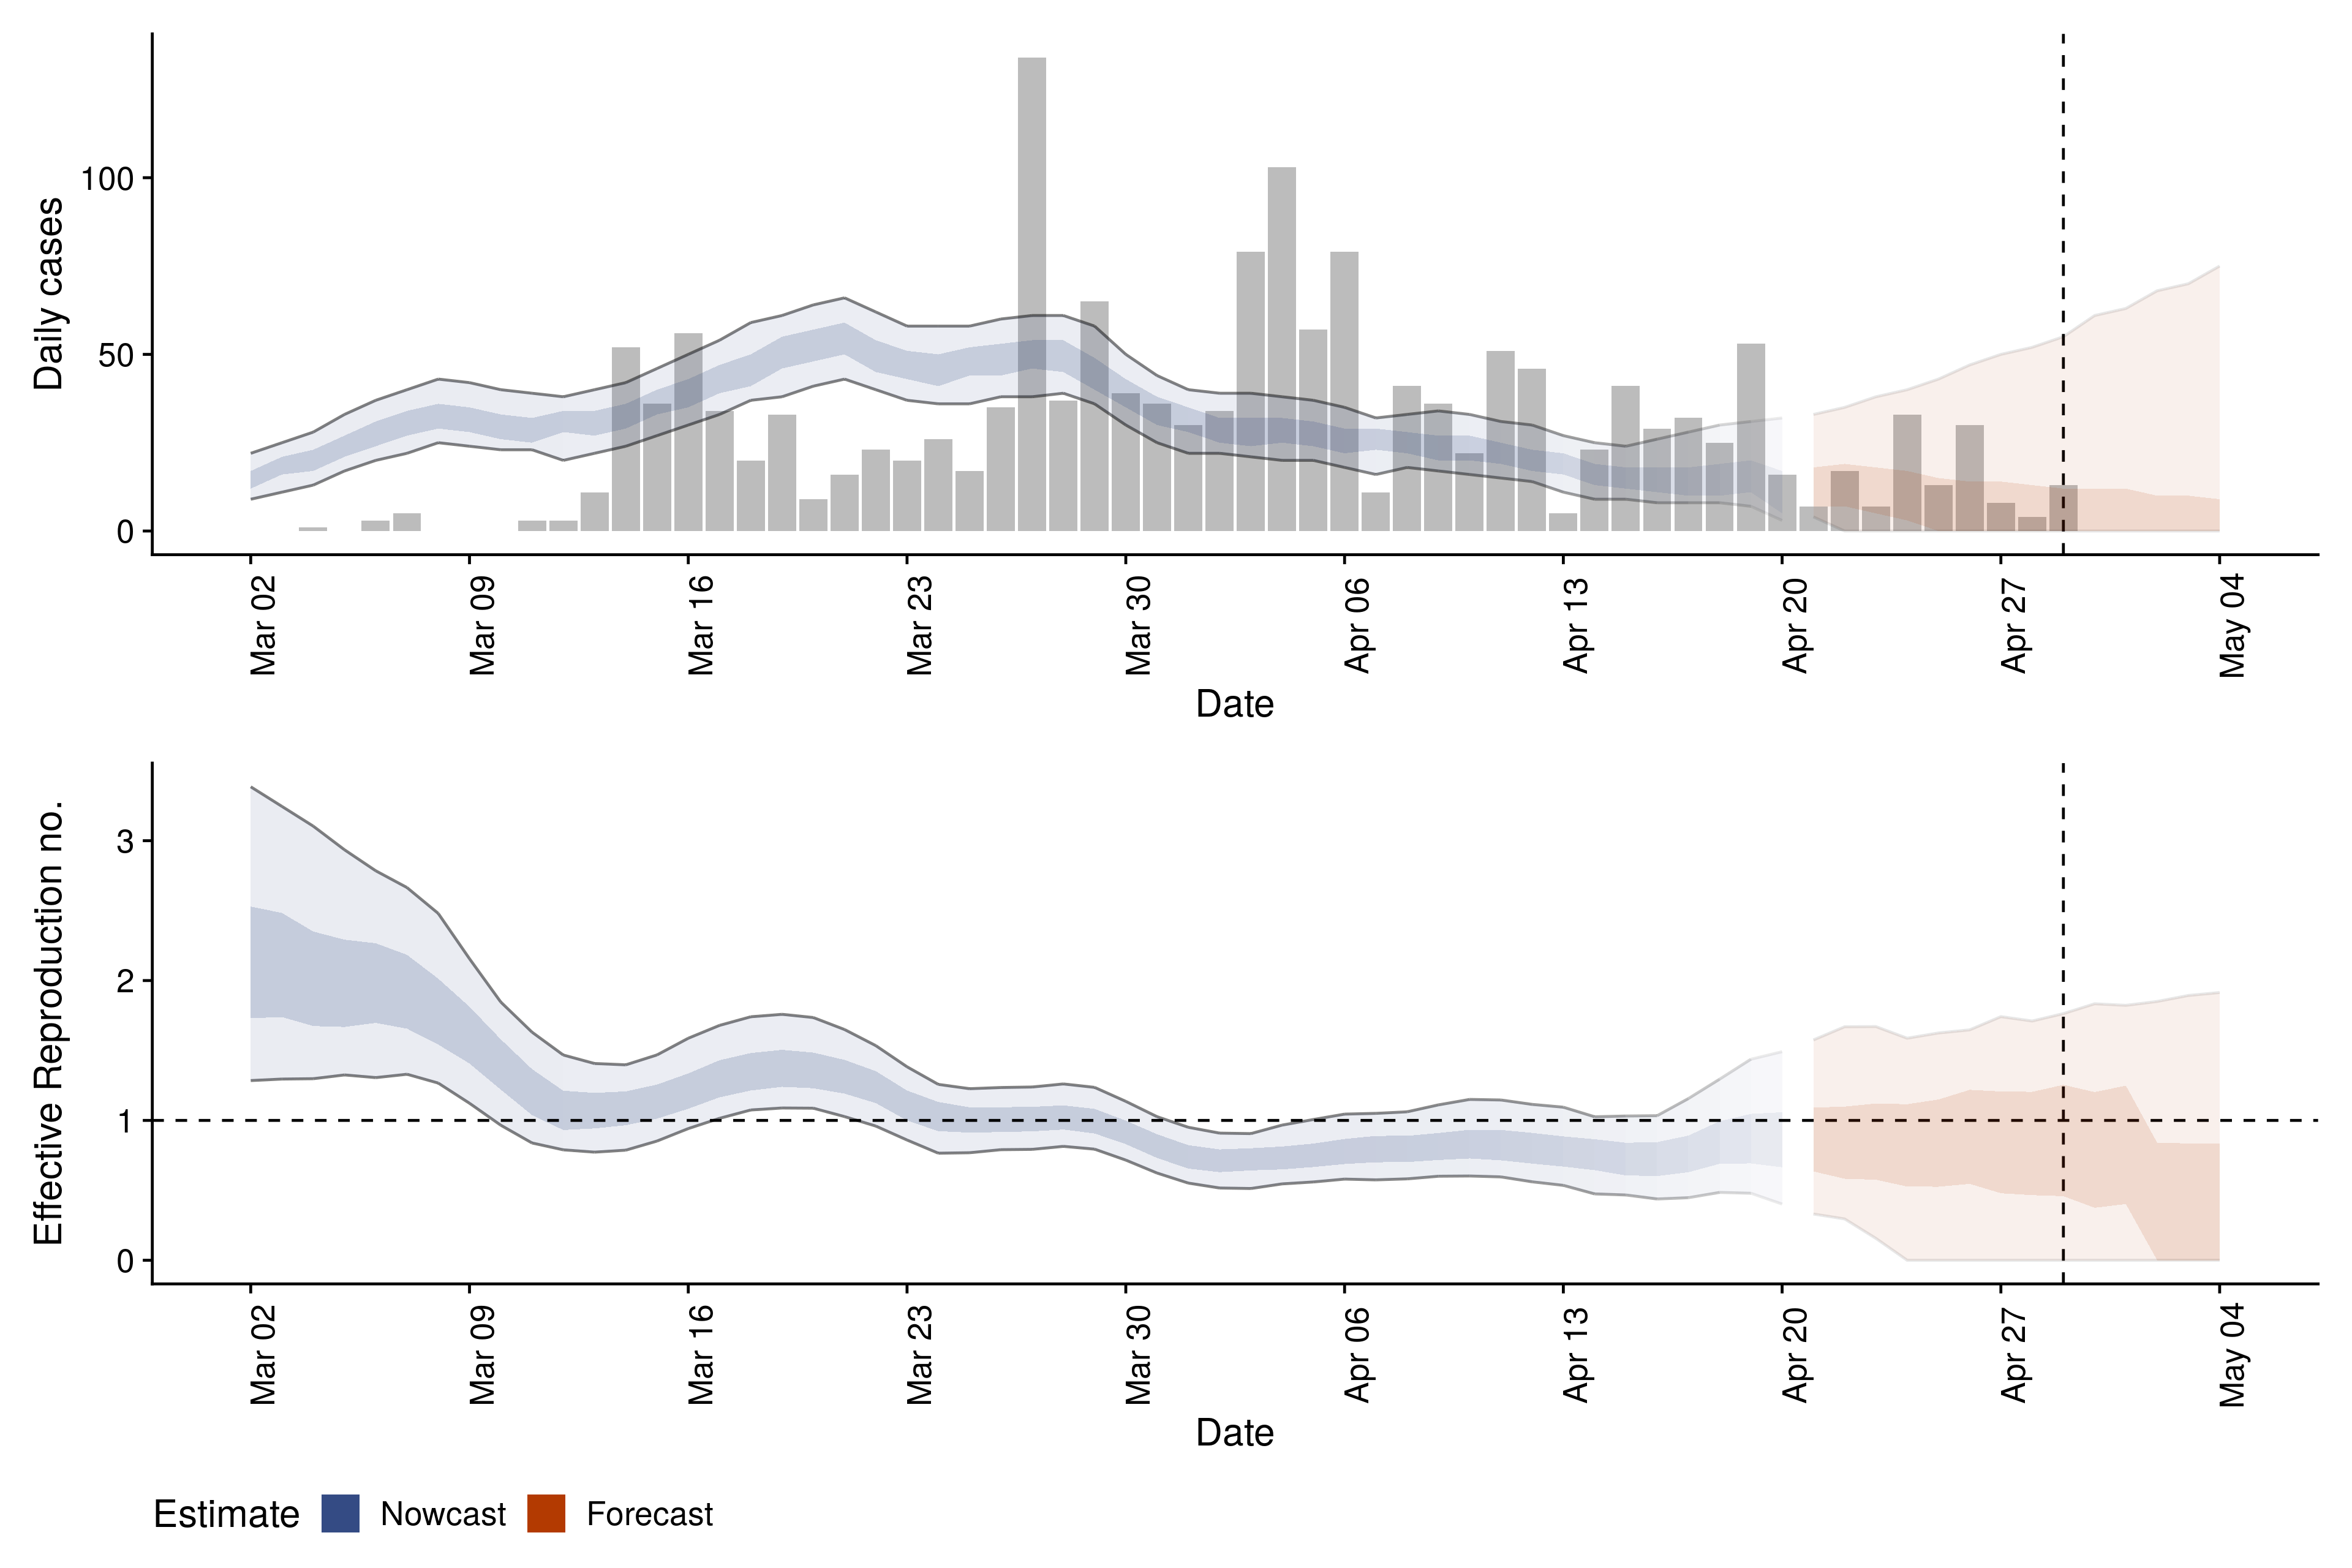 Daily cases
100
50
0
Mar 02
Mar 09
Mar 16
Mar 23
Mar 30
Apr 06
Apr 13
Apr 20
Apr 27
May 04
Date
Effective Reproduction no.
3
2
1
0
Mar 02
Mar 09
Mar 16
Mar 23
Mar 30
Apr 06
Apr 13
Apr 20
Apr 27
May 04
Date
Estimate Nowcast Forecast